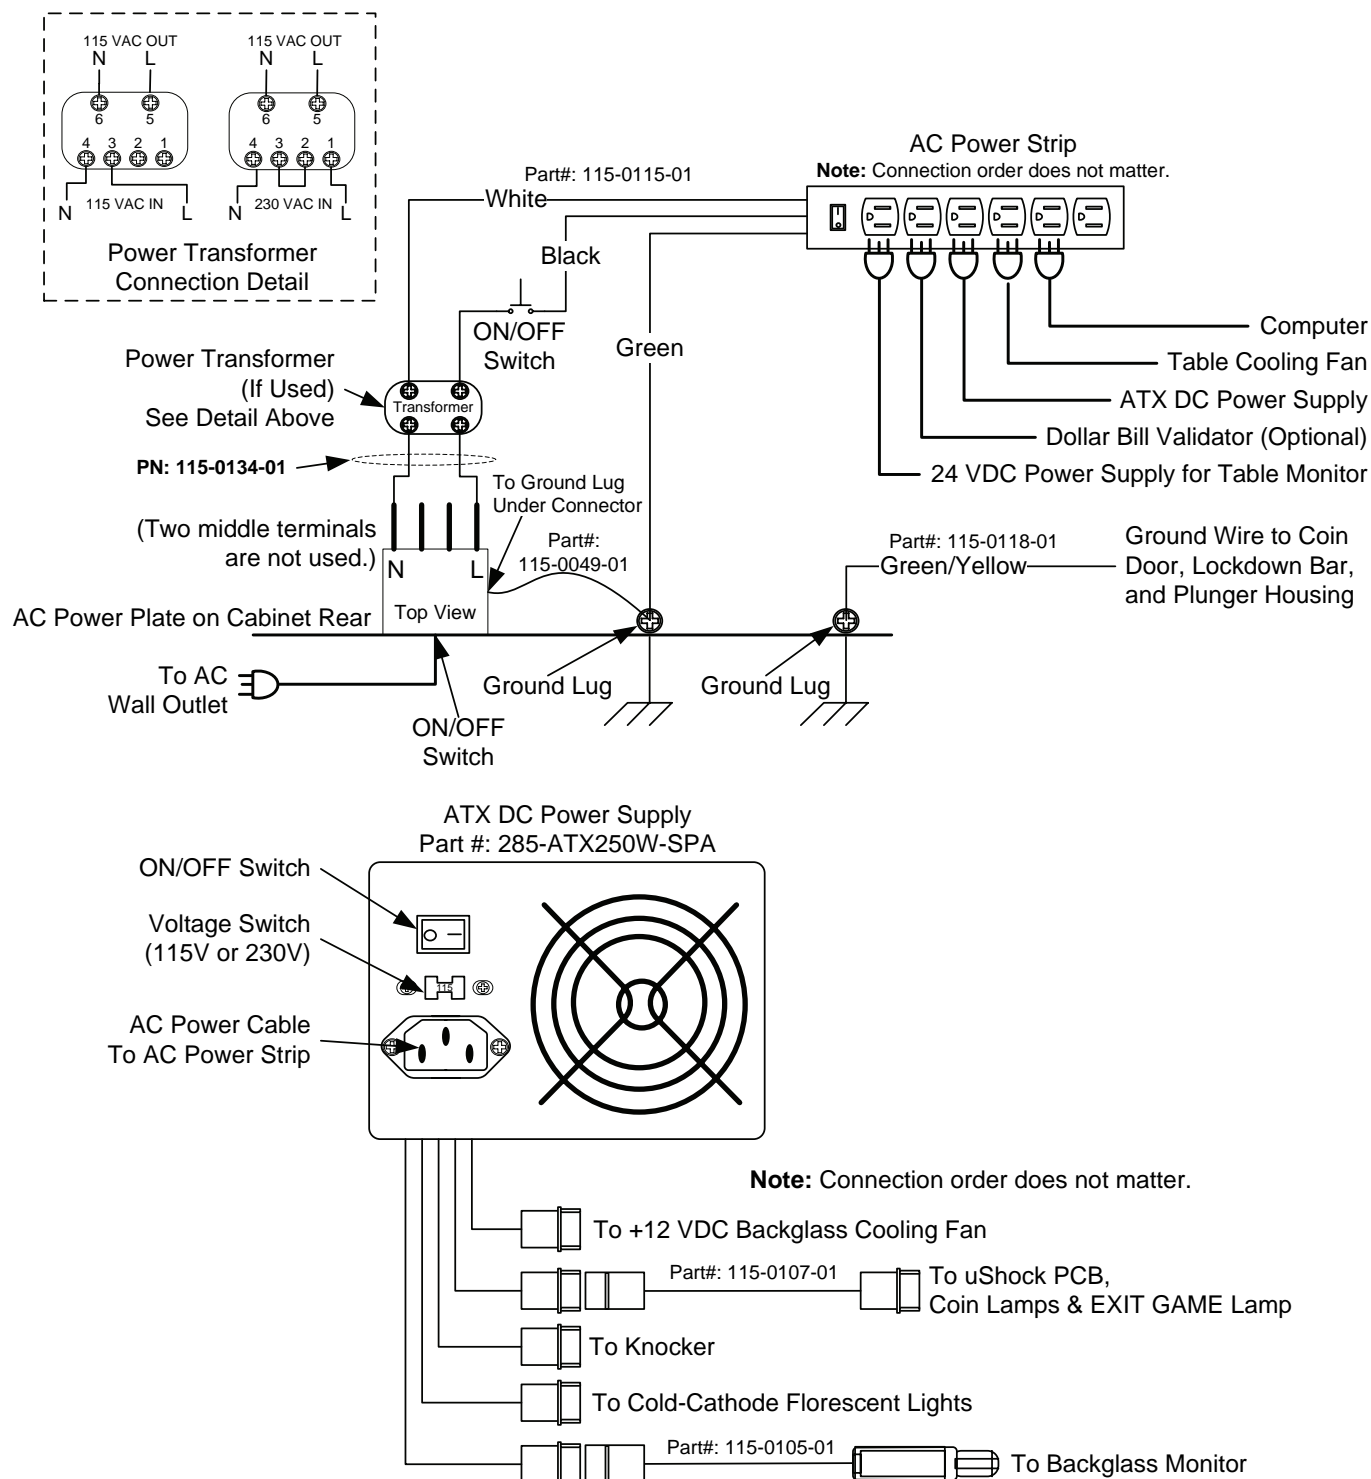 115 VAC OUT
N L
6 5
4 3 2 1
N 115 VAC IN L
115 VAC OUT
N L
6 5
4 3 2 1
N 230 VAC IN L
Power Transformer
Connection Detail
AC Power Strip
Note: Connection order does not matter.
Part#: 115-0115-01
White
Black
Green
ON/OFF
Switch
Power Transformer
(If Used)
See Detail Above
Transformer
PN: 115-0134-01
(Two middle terminals
are not used.)
N L
Top View
To Ground Lug
Under Connector
Part#:
115-0049-01
AC Power Plate on Cabinet Rear
To AC
Wall Outlet
ON/OFF
Switch
Ground Lug
Ground Lug
Computer
Table Cooling Fan
ATX DC Power Supply
Dollar Bill Validator (Optional)
24 VDC Power Supply for Table Monitor
Part#: 115-0118-01
Green/Yellow
Ground Wire to Coin
Door, Lockdown Bar,
and Plunger Housing
ATX DC Power Supply
Part #: 285-ATX250W-SPA
ON/OFF Switch
Voltage Switch
(115V or 230V)
115
AC Power Cable
To AC Power Strip
Note: Connection order does not matter.
To +12 VDC Backglass Cooling Fan
Part#: 115-0107-01
To uShock PCB,
Coin Lamps & EXIT GAME Lamp
To Knocker
To Cold-Cathode Florescent Lights
Part#: 115-0105-01
To Backglass Monitor